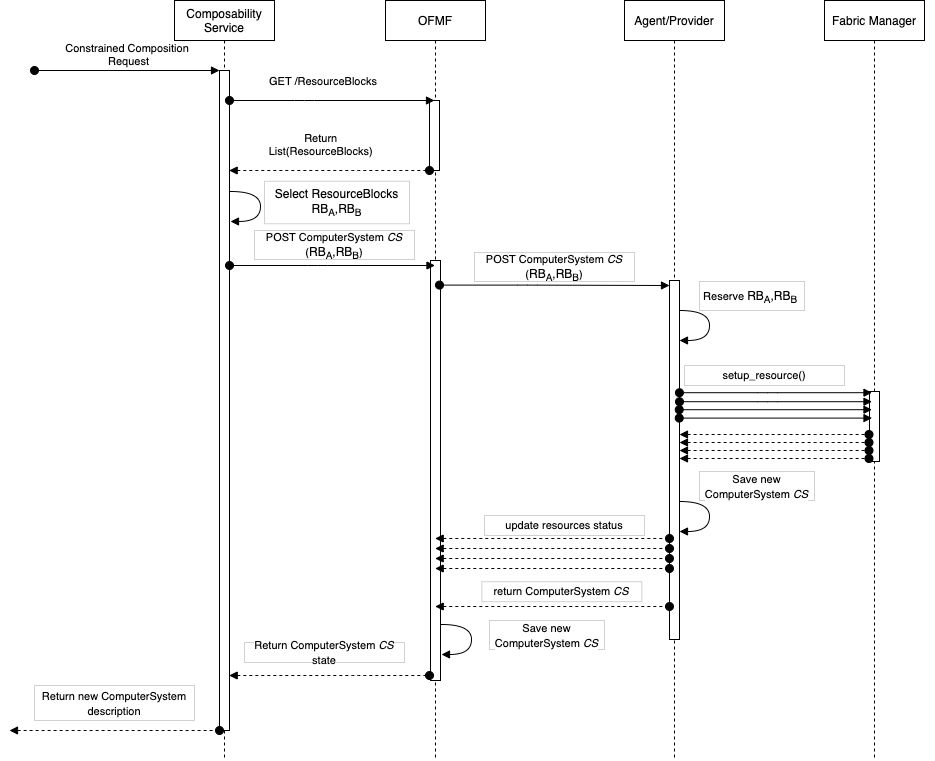 Composability
Service
OFMF
Agent/Provider
Fabric Manager
Constrained Composition
Request
GET /ResourceBlocks
Return
List(ResourceBlocks)
Select ResourceBlocks
RBA,RBB
POST ComputerSystem CS
(RBA,RBB)
POST ComputerSystem CS
(RBA,RBB)
Reserve RBA,RBB
setup_resource()
Save new
ComputerSystem CS
update resources status
return ComputerSystem CS
Save new
ComputerSystem CS
Return ComputerSystem CS
state
Return new ComputerSystem
description